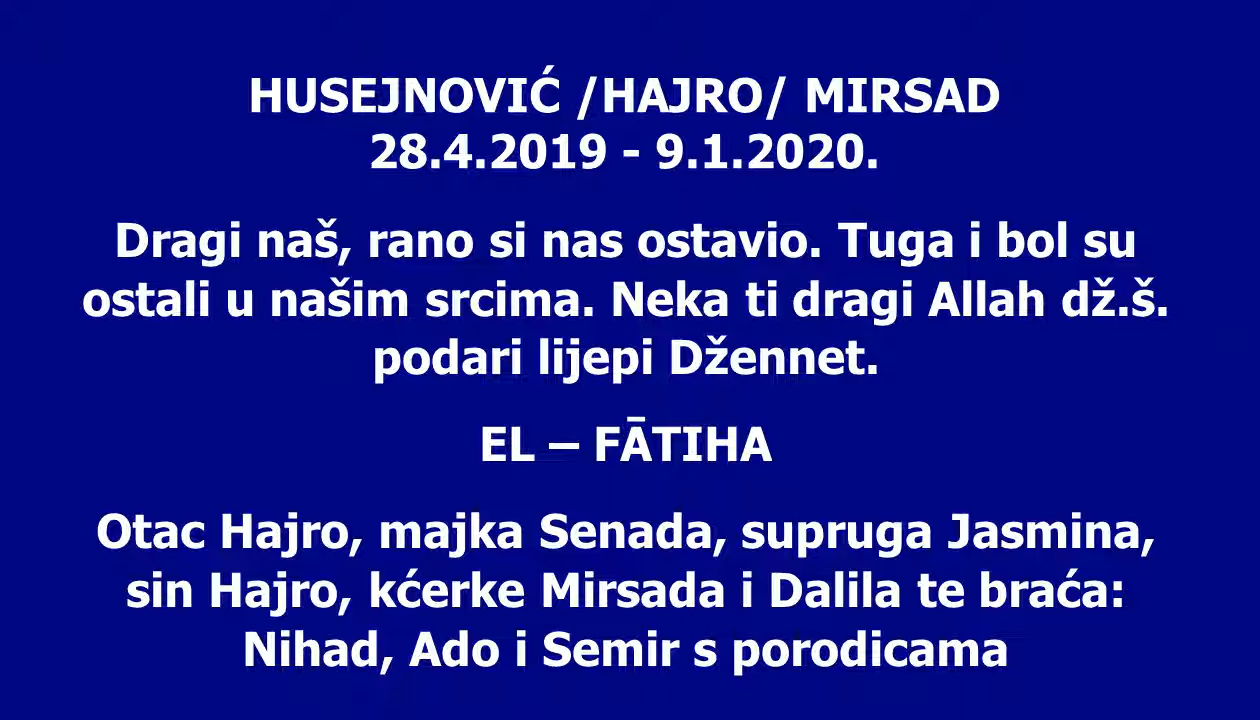 HUSEJNOVIĆ /HAJRO/ MIRSAD
28.4.2019 - 9.1.2020.
Dragi naš, rano si nas ostavio. Tuga i bol su
ostali u našim srcima. Neka ti dragi Allah dž.š.
podari lijepi Džennet.
EL – FĀTIHA
Otac Hajro, majka Senada, supruga Jasmina,
sin Hajro, kćerke Mirsada i Dalila te braća:
Nihad, Ado i Semir s porodicama